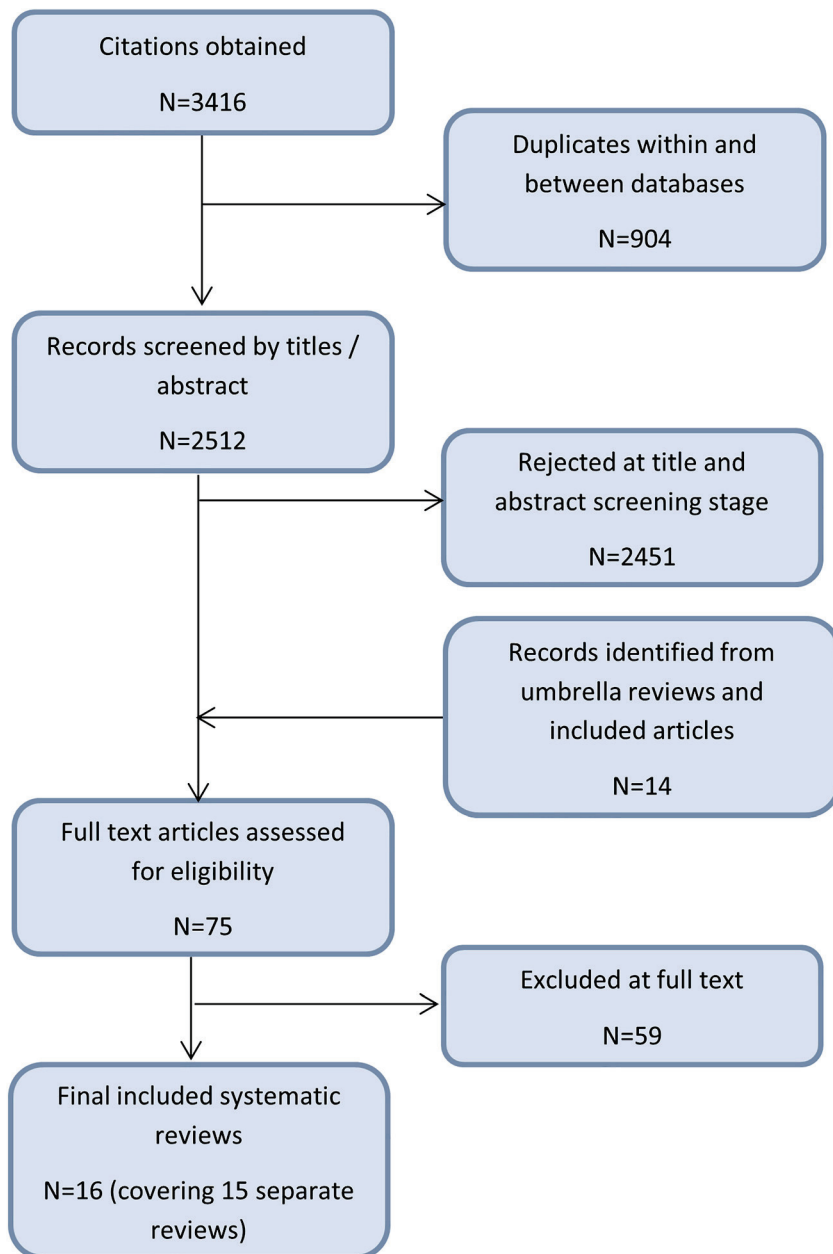 Citations obtained
N=3416
Duplicates within and
between databases
N=904
Records screened by titles /
abstract
N=2512
Rejected at title and
abstract screening stage
N=2451
Records identified from
umbrella reviews and
included articles
N=14
Full text articles assessed
for eligibility
N=75
Excluded at full text
N=59
Final included systematic
reviews
N=16 (covering 15 separate
reviews)